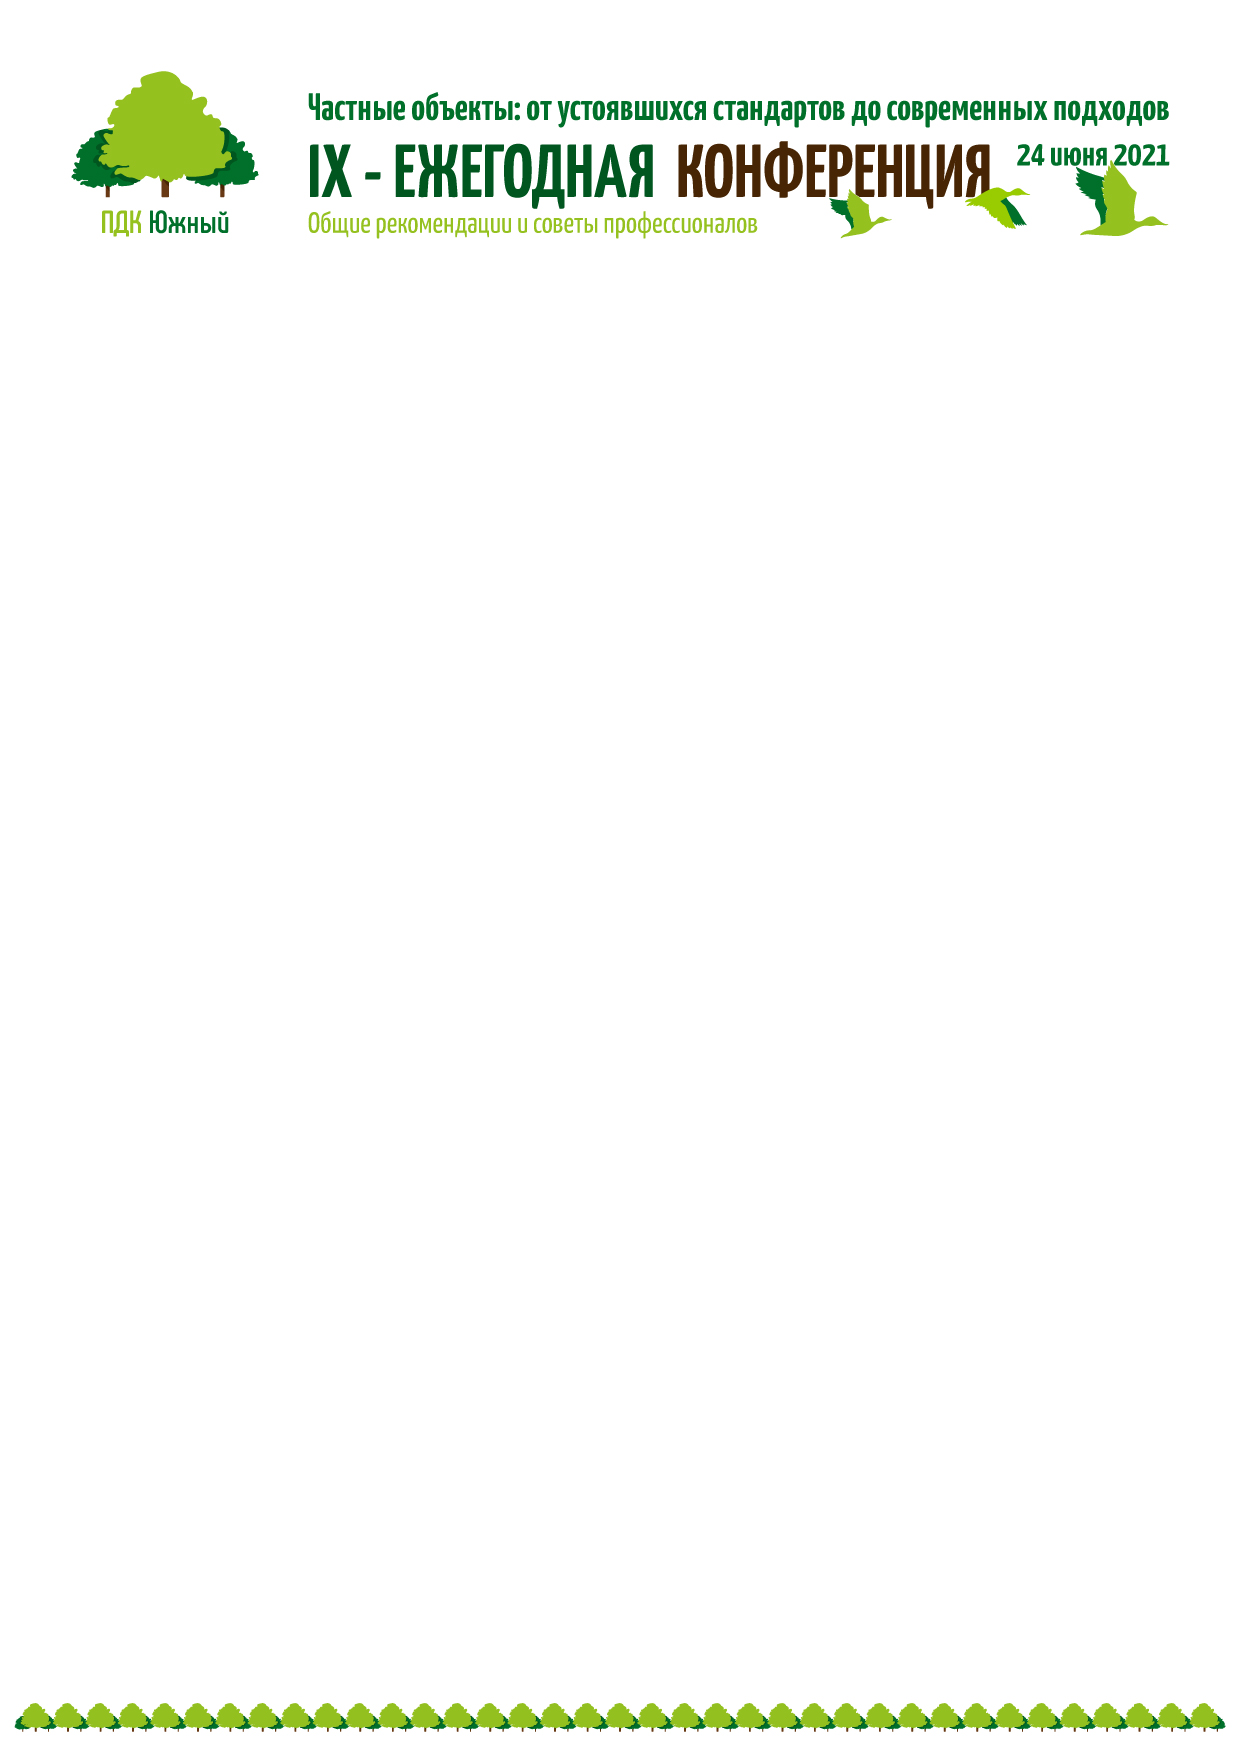 Частные объекты: от устоявшихся стандартов до современных подходов
IX - ЕЖЕГОДНАЯ КОНФЕРЕНЦИЯ 24 июня 2021
ПДК Южный
Общие рекомендации и советы профессионалов